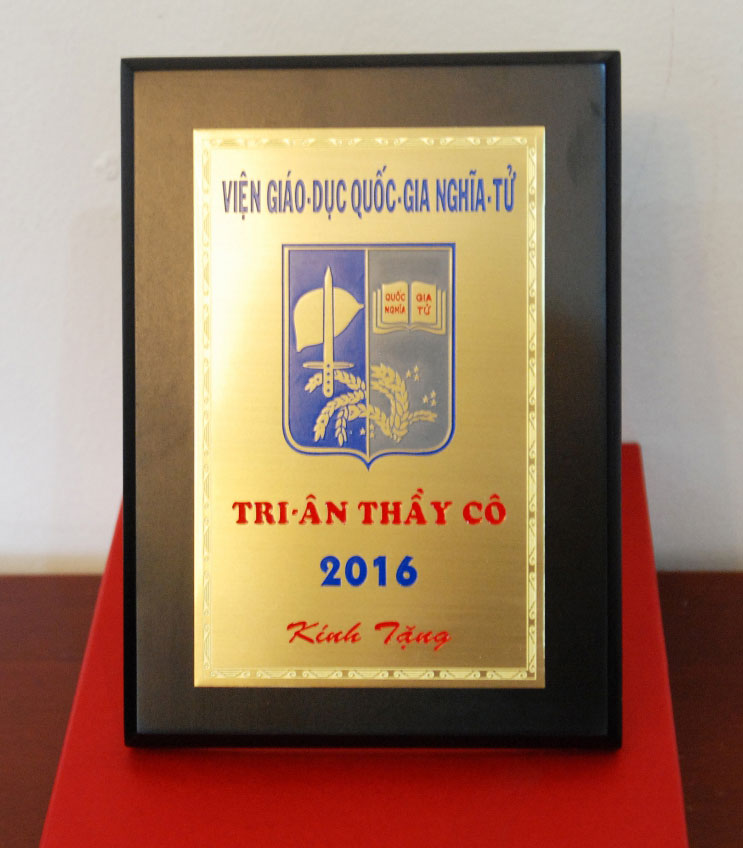 VIỆN GIÁO-DỤC QUỐC-GIA NGHĨA-TỬ
QUỐC GIA
NGHĨA TỬ
TRI-ÂN THẦY CÔ
2016
Kính Tặng